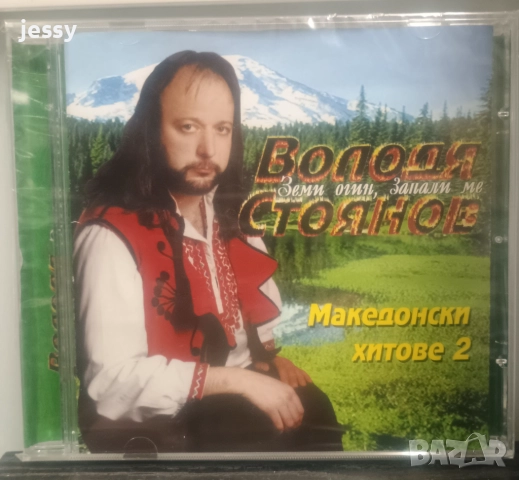 jessy
Володя
Земи огин, запали ме
Стоянов
Македонски
хитове 2
BAZAR